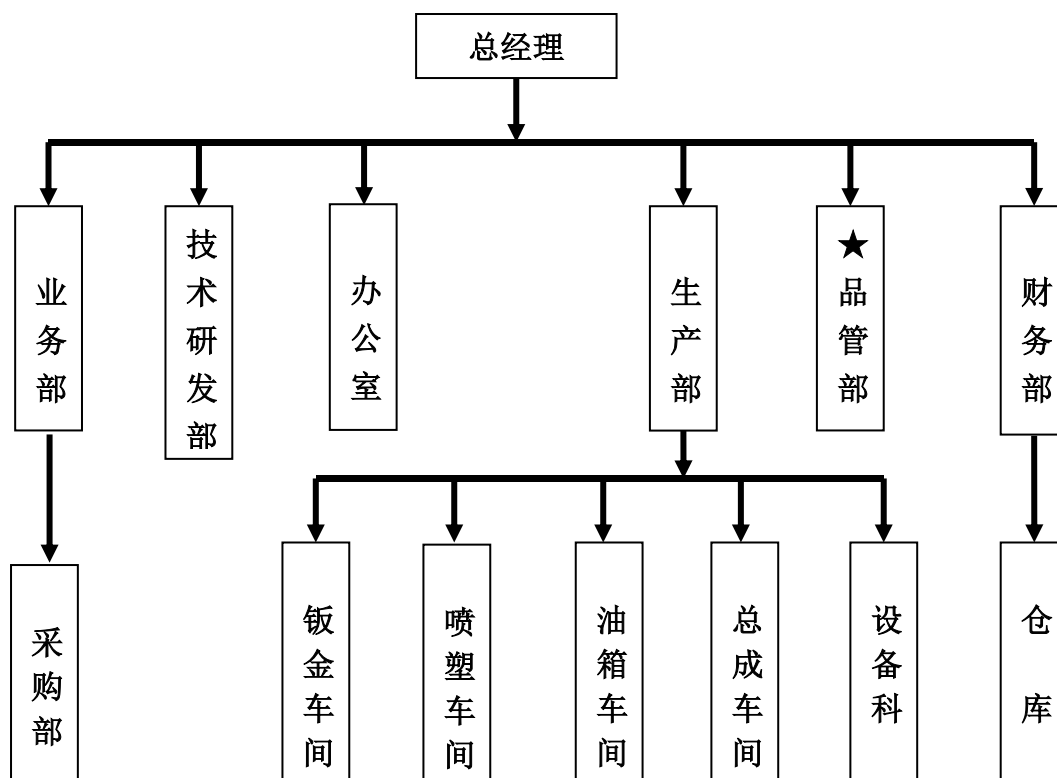 总经理
业务部
技术研发部
办公室
生产部
★品管部
财务部
采购部
钣金车间
喷塑车间
油箱车间
总成车间
设备科
仓库